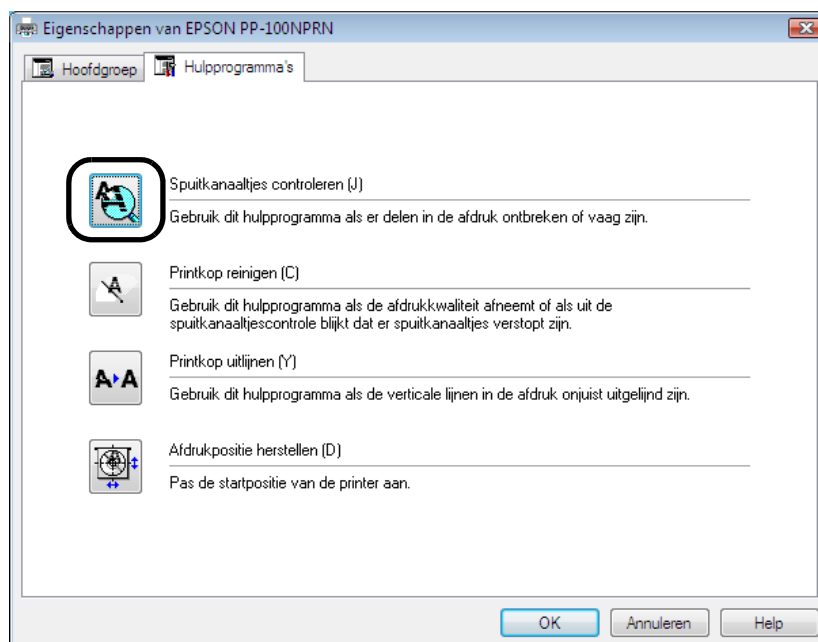 Eigenschappen van EPSON PP-100NPRN
Hoofdgroep
Hulpprogramma's
Spuitkanaaltjes controleren (J)
Gebruik dit hulpprogramma als er delen in de afdruk ontbreken of vaag zijn.
Printkop reinigen (C)
Gebruik dit hulpprogramma als de afdrukkwaliteit afneemt of als uit de
spuitkanaaltjescontrole blijkt dat er spuitkanaaltjes verstopt zijn.
Printkop uitlijnen (Y)
Gebruik dit hulpprogramma als de verticale lijnen in de afdruk onjuist uitgelijnd zijn.
Afdrukpositie herstellen (D)
Pas de startpositie van de printer aan.
OK
Annuleren
Help